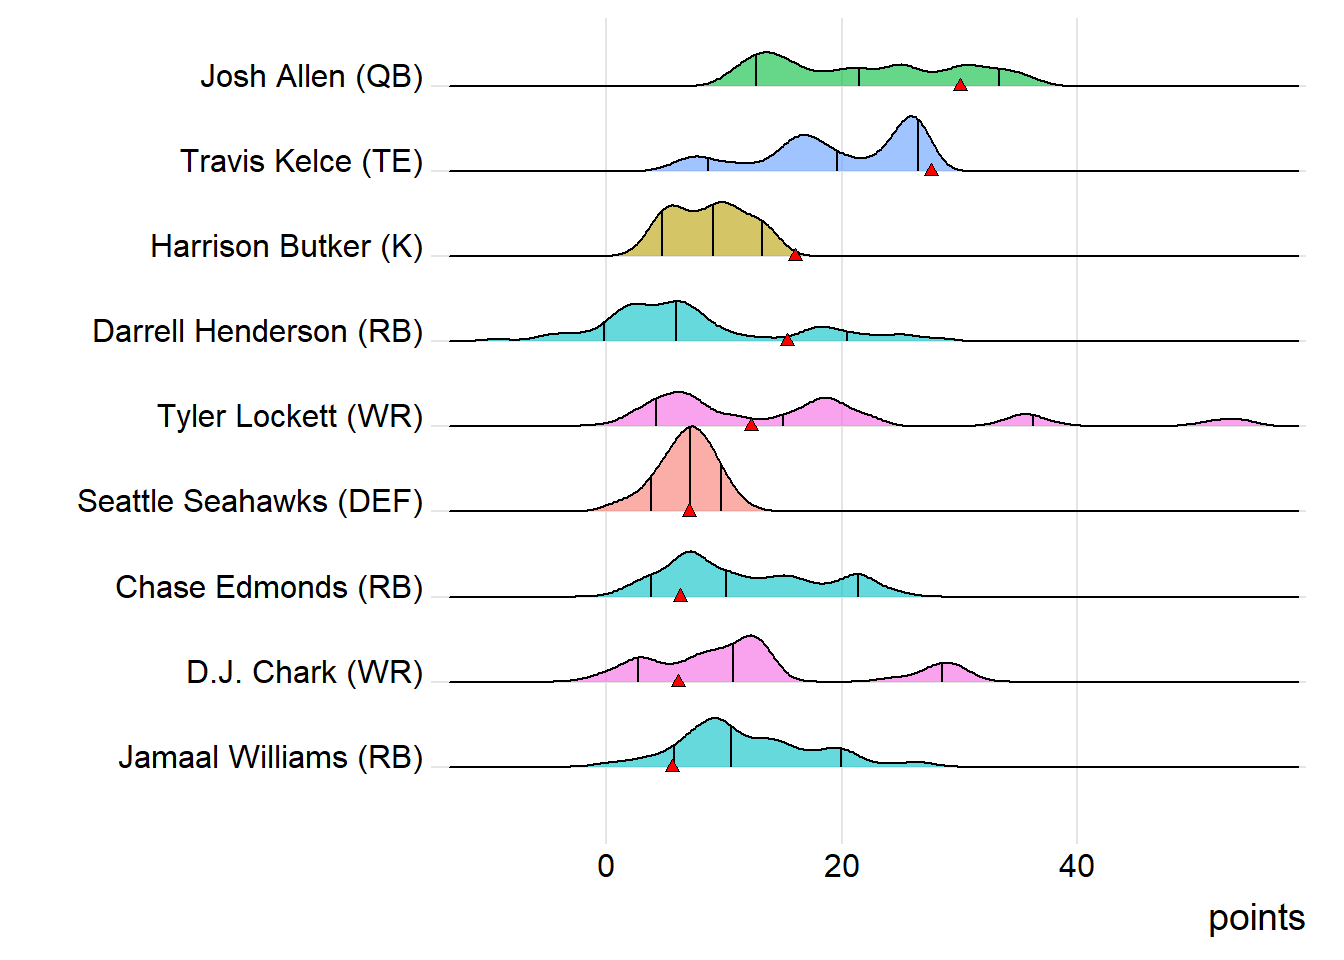 Josh Allen (QB)
Travis Kelce (TE)
Harrison Butker (K)
Darrell Henderson (RB)
Tyler Lockett (WR)
Seattle Seahawks (DEF)
Chase Edmonds (RB)
D.J. Chark (WR)
Jamaal Williams (RB)
0 20 40
points